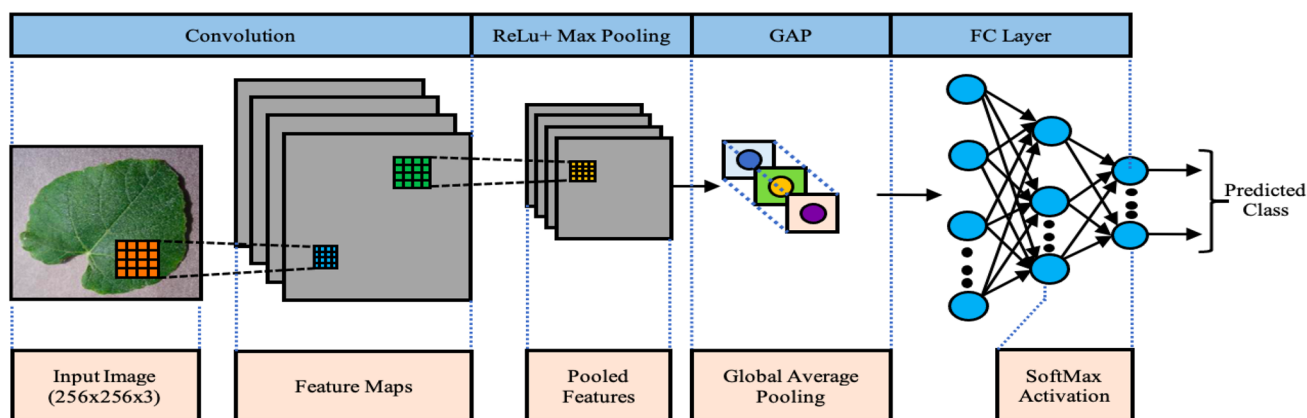 Convolution
ReLu+ Max Pooling
GAP
FC Layer
Predicted
Class
Input Image
(256x256x3)
Feature Maps
Pooled
Features
Global Average
Pooling
SoftMax
Activation